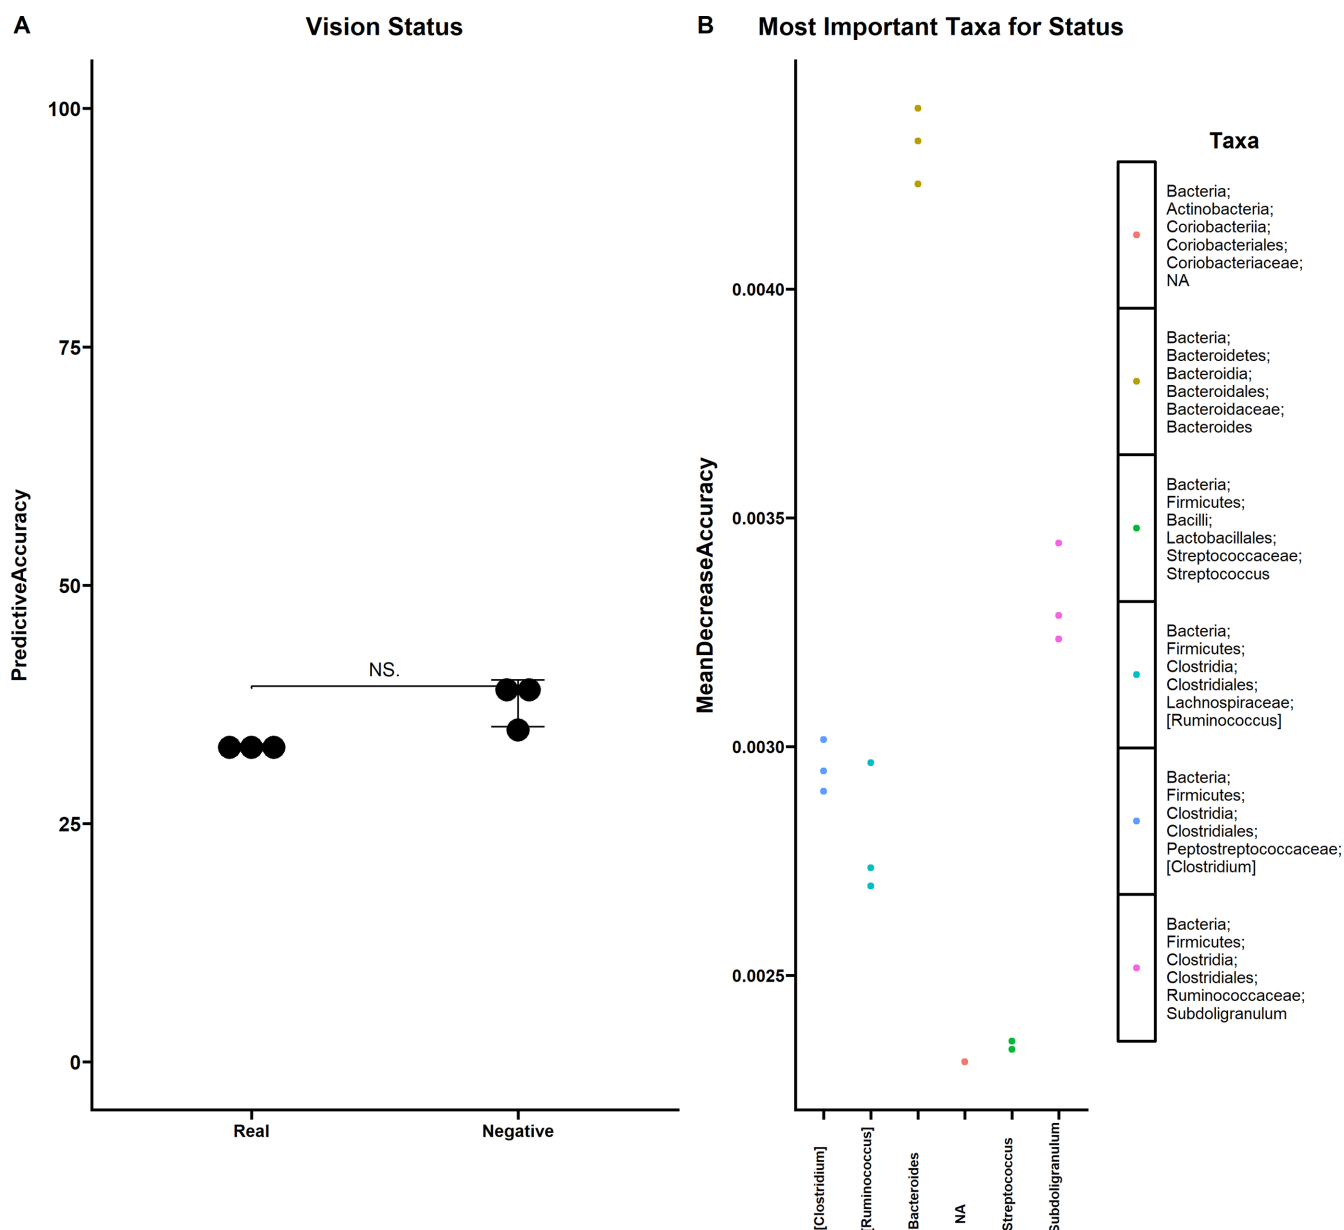 A
Vision Status
PredictiveAccuracy
100
75
50
25
0
NS.
Real
Negative
B
Most Important Taxa for Status
MeanDecreaseAccuracy
0.0040
0.0035
0.0030
0.0025
[Clostridium]
[Ruminococcus]
Bacteroides
NA
Streptococcus
Subdoligranulum
Taxa
Bacteria;
Actinobacteria;
Coriobacteriia;
Coriobacteriales;
Coriobacteriaceae;
NA
Bacteria;
Bacteroidetes;
Bacteroidia;
Bacteroidales;
Bacteroidaceae;
Bacteroides
Bacteria;
Firmicutes;
Bacilli;
Lactobacillales;
Streptococcaceae;
Streptococcus
Bacteria;
Firmicutes;
Clostridia;
Clostridiales;
Lachnospiraceae;
[Ruminococcus]
Bacteria;
Firmicutes;
Clostridia;
Clostridiales;
Peptostreptococcaceae;
[Clostridium]
Bacteria;
Firmicutes;
Clostridia;
Clostridiales;
Ruminococcaceae;
Subdoligranulum